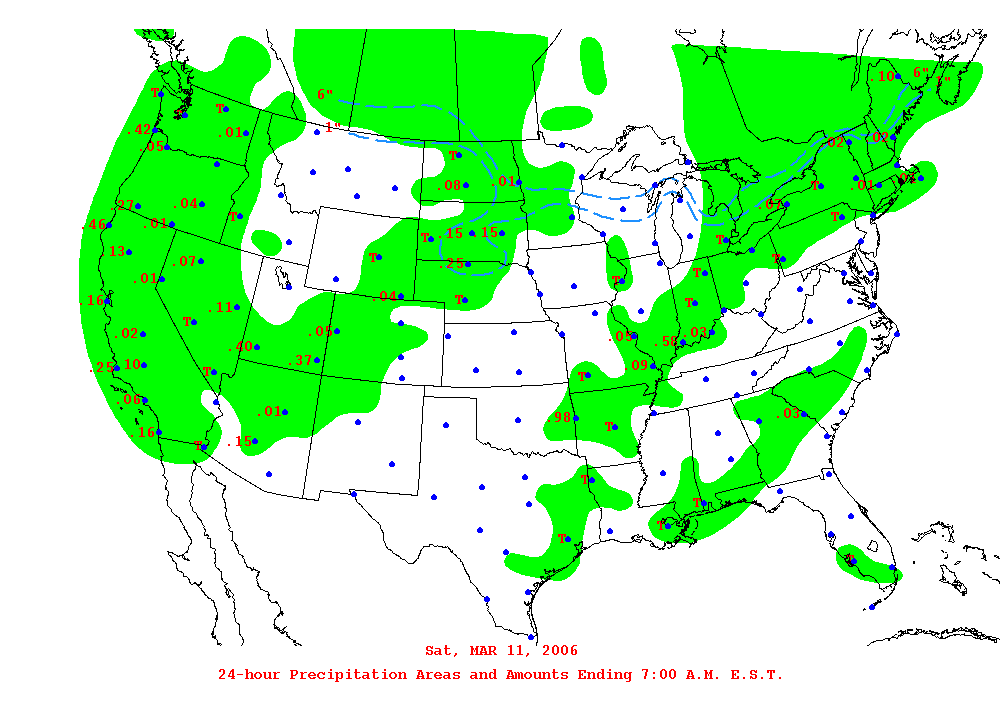 6" 1"
.10
T
6"
T T
1"
.42 .01
.02 .02
.05
T
.08 .01
T .01
.27 .04
T
.46 .01
T
.15 .15
T
.13
T
T
.07
.25
.01
T
T
.16 .11 .04
T
T
T
.02 .05
.05 .58 .03
.40 .37
.25 .10
T
.09
T
.06
.01
.98
T
.03
.16 .15
T
T
T
T
T
Sat, MAR 11, 2006
24-hour Precipitation Areas and Amounts Ending 7:00 A.M. E.S.T.